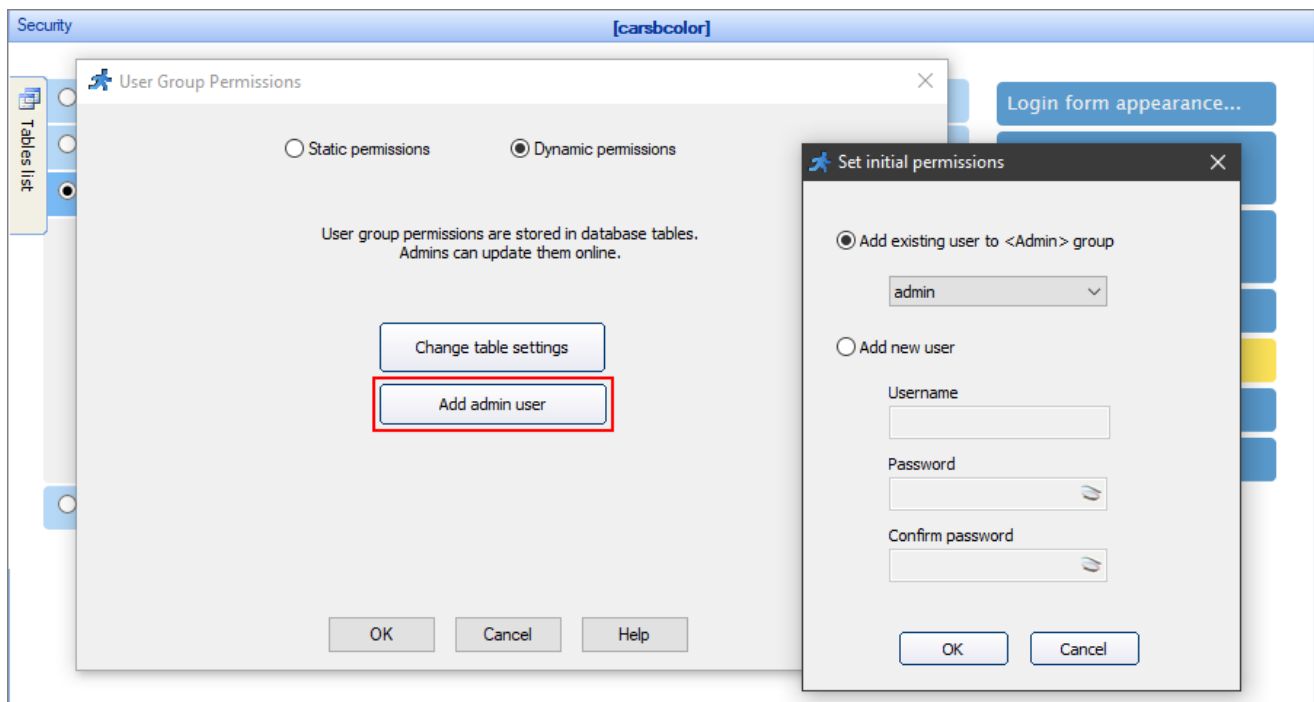 Security
[carsbcolor]
Tables list
User Group Permissions
Static permissions
Dynamic permissions
User group permissions are stored in database tables.
Admins can update them online.
Change table settings
Add admin user
OK
Cancel
Help
Login form appearance...
Set initial permissions
Add existing user to <Admin> group
admin
Add new user
Username
Password
Confirm password
OK
Cancel